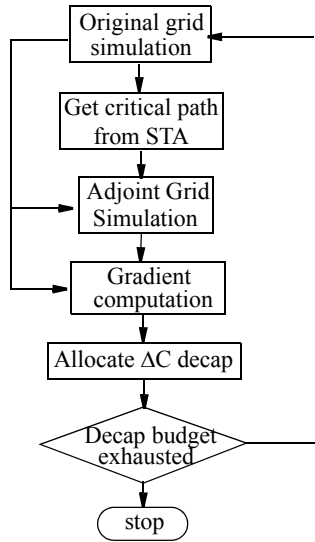 Original grid
simulation
Get critical path
from STA
Adjoint Grid
Simulation
Gradient
computation
Allocate ΔC decap
Decap budget
exhausted
stop